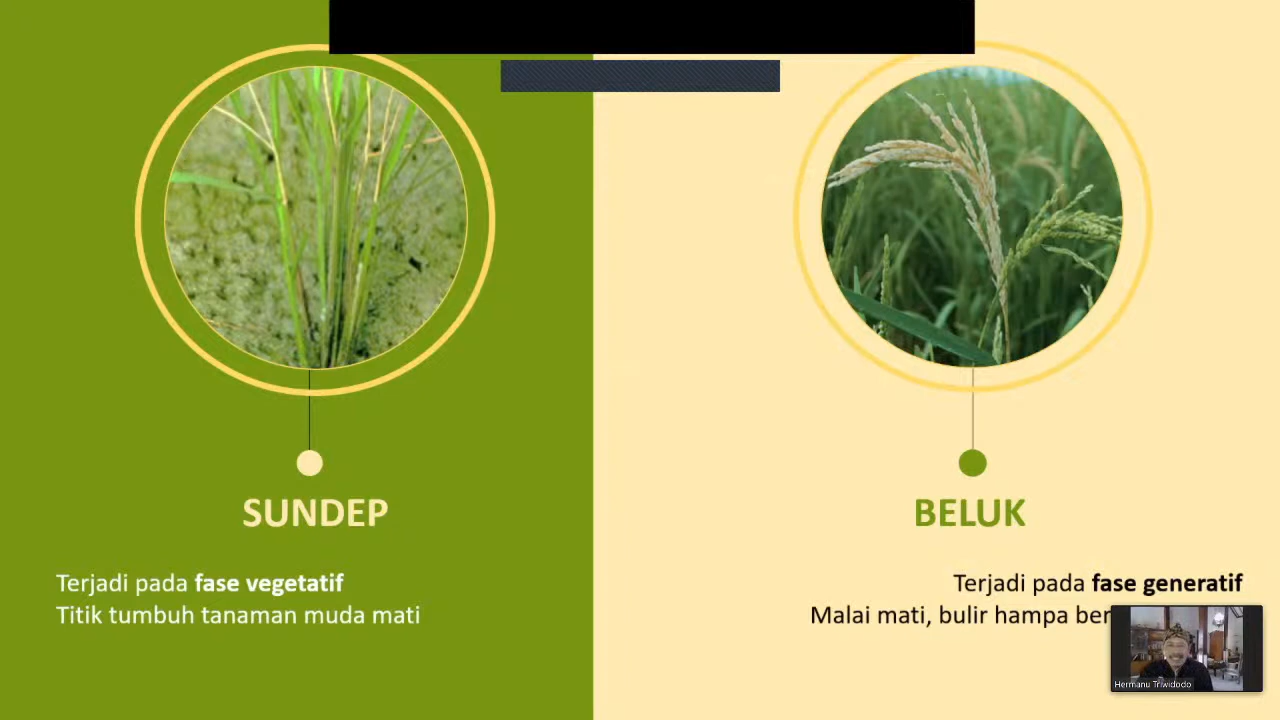 SUNDEP
Terjadi pada fase vegetatif
Titik tumbuh tanaman muda mati
BELUK
Terjadi pada fase generatif
Malai mati, bulir hampa
Hermanu Triwidodo